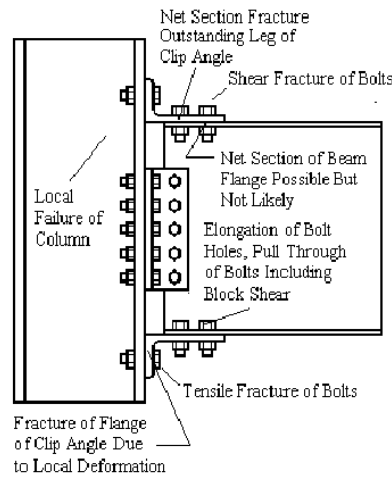 Net Section Fracture
Outstanding Leg of
Clip Angle
Shear Fracture of Bolts
Net Section of Beam
Flange Possible But
Not Likely
Local
Failure of
Column
Elongation of Bolt
Holes, Pull Through
of Bolts Including
Block Shear
Tensile Fracture of Bolts
Fracture of Flange
of Clip Angle Due
to Local Deformation